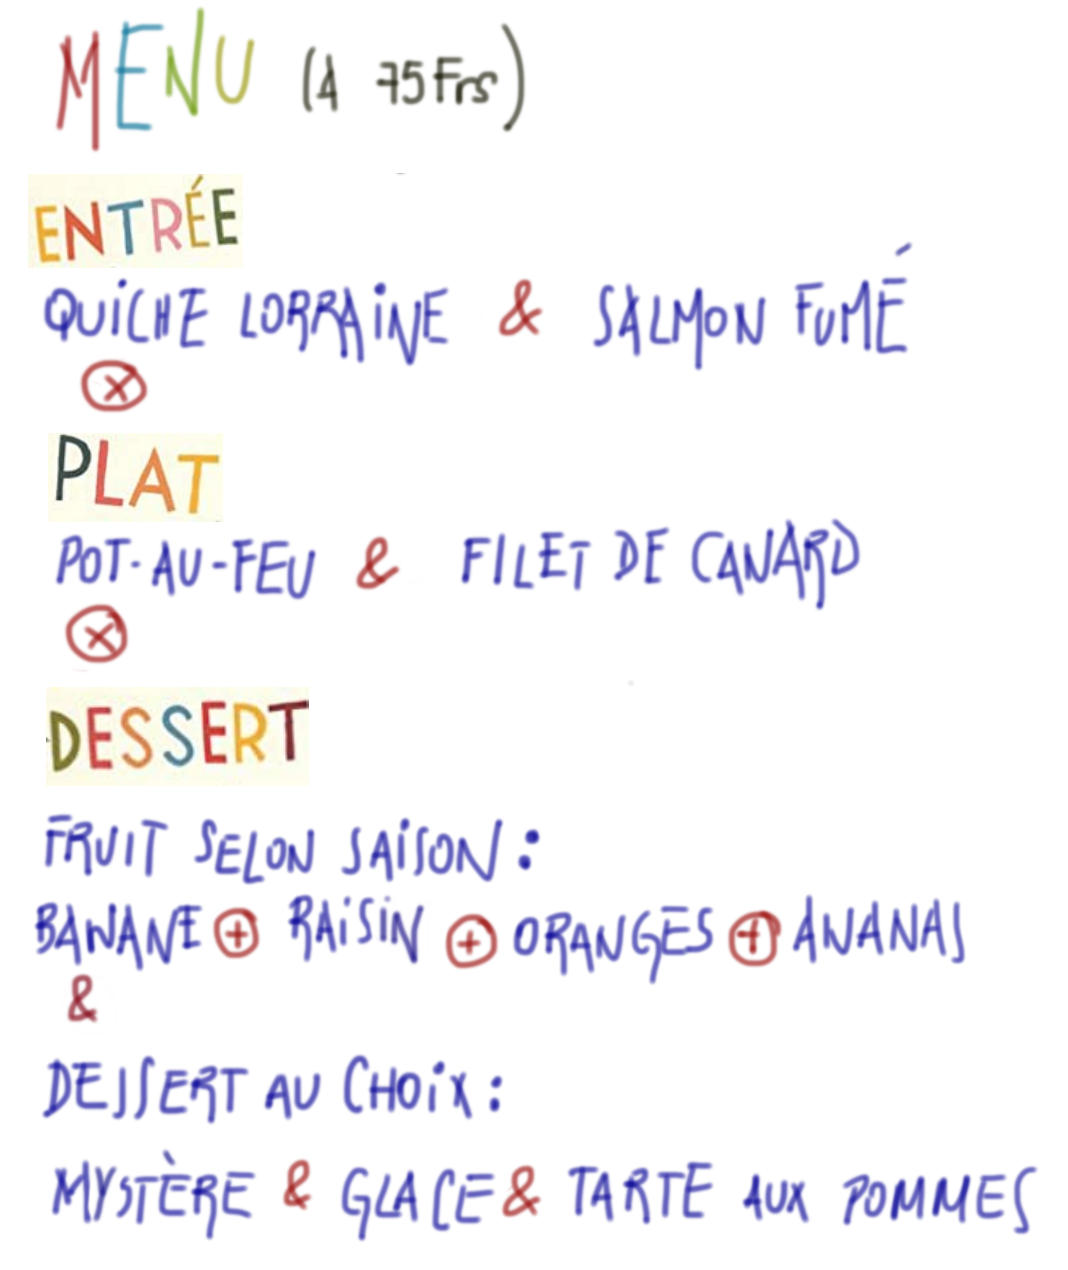 MENU (A 75 Frs)
ENTRÉE
QUICHE LORRAINE & SALMON FUMÉ
⊗
PLAT
POT-AU-FEU & FILET DE CANARD
⊗
DESSERT
FRUIT SELON SAISON :
BANANE ⊕ RAISIN ⊕ ORANGES ⊕ ANANAS
&
DESSERT AU CHOIX :
MYSTÈRE & GLACE & TARTE AUX POMMES